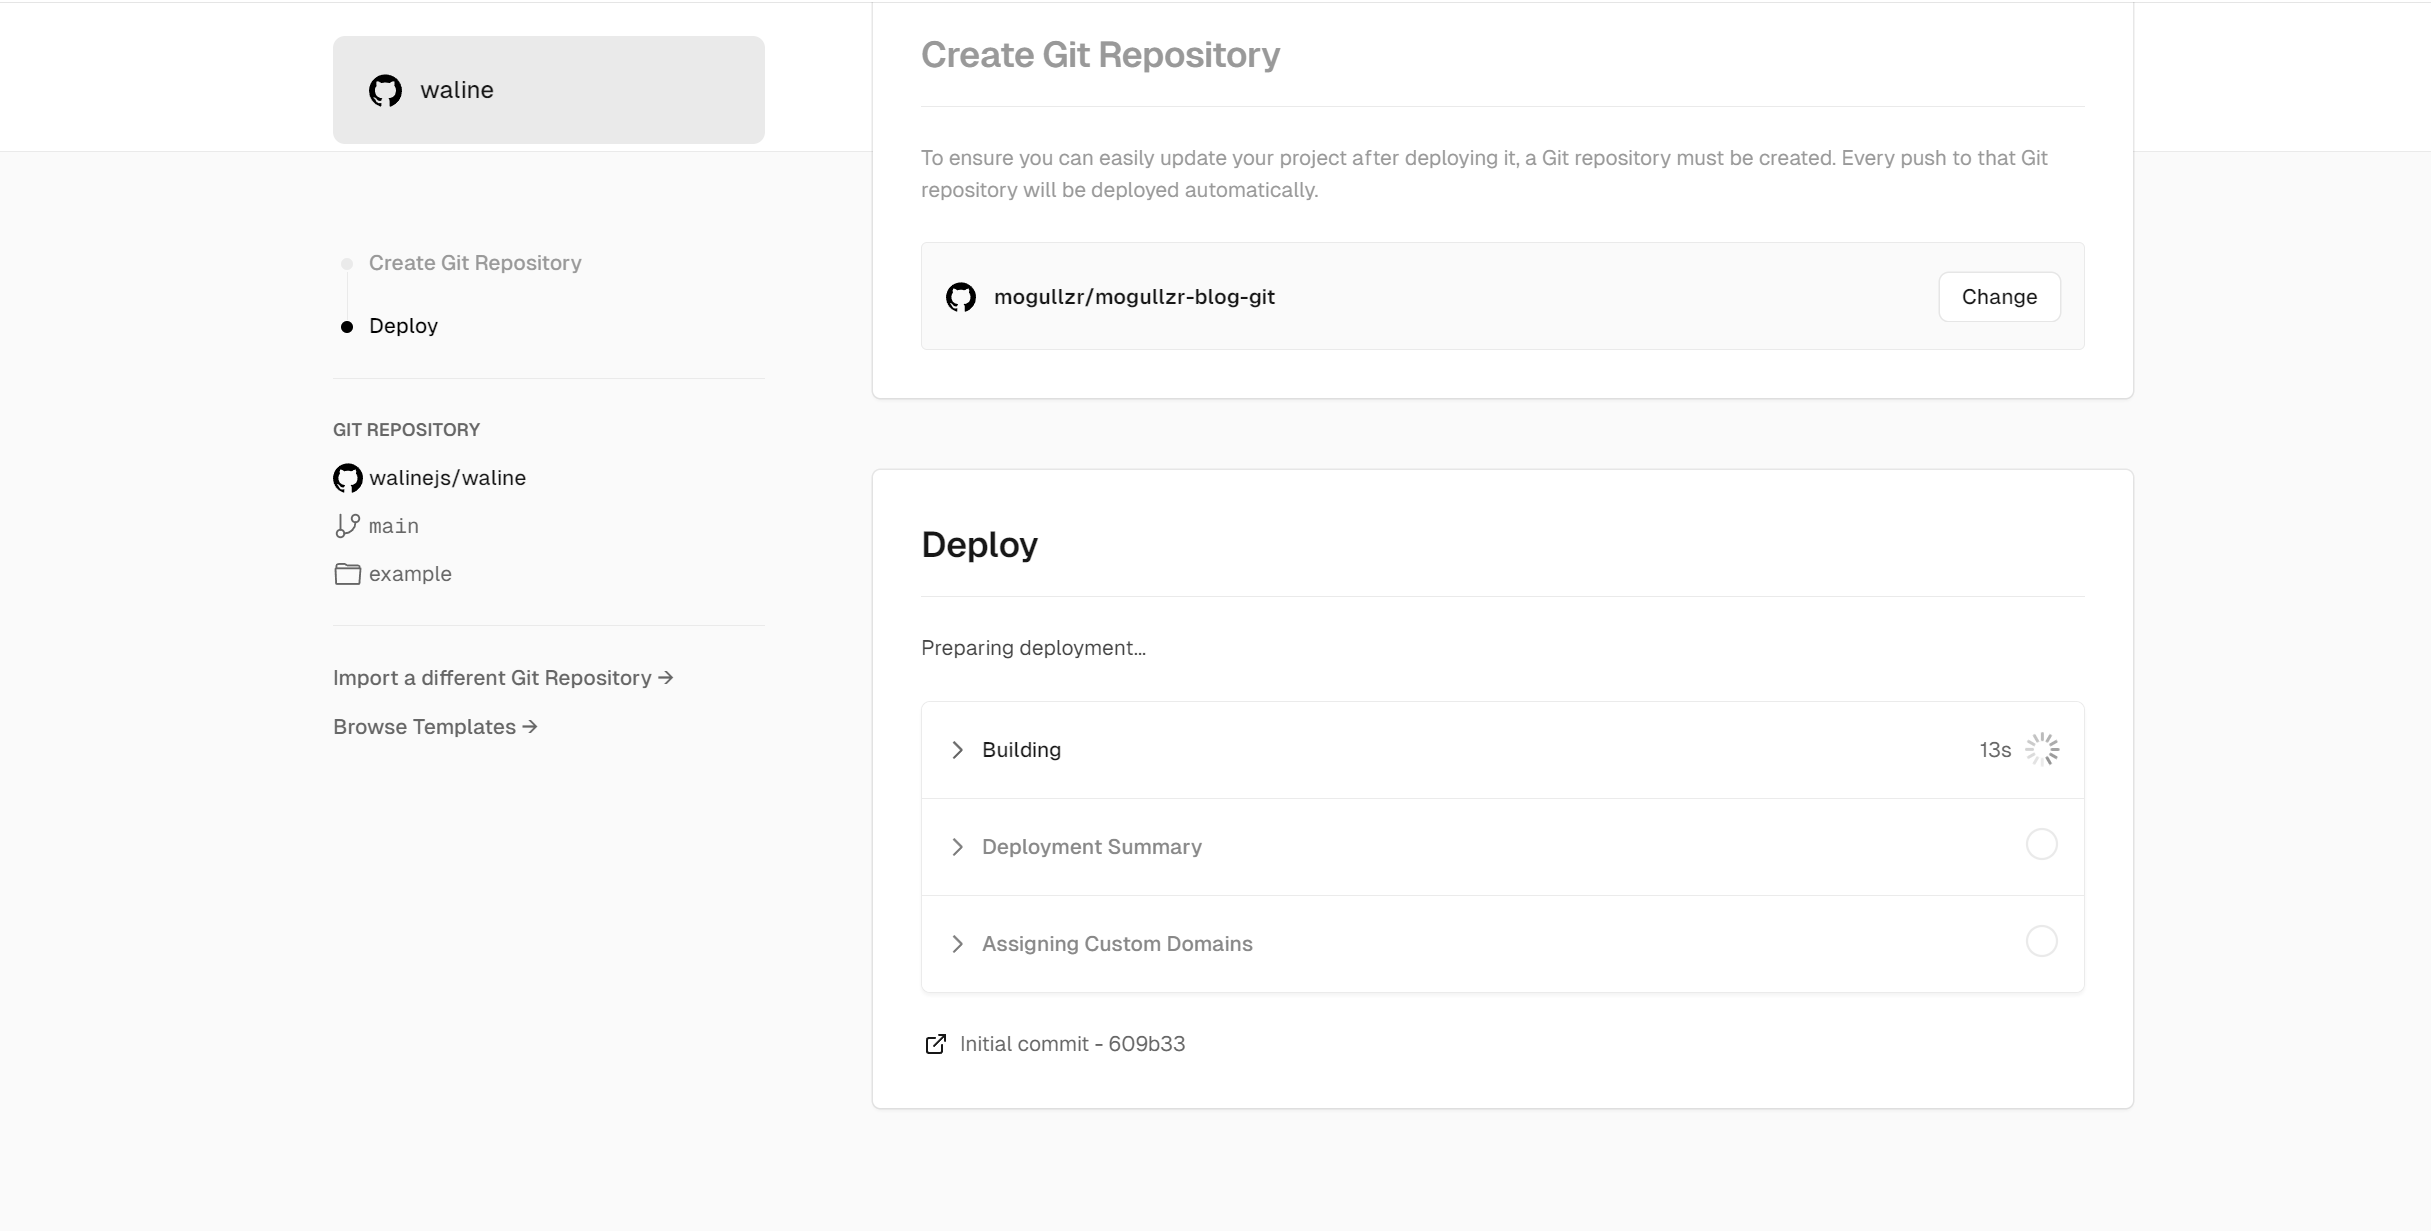 waline
Create Git Repository
Deploy
GIT REPOSITORY
walinejs/waline
main
example
Import a different Git Repository →
Browse Templates →
Create Git Repository
To ensure you can easily update your project after deploying it, a Git repository must be created. Every push to that Git
repository will be deployed automatically.
mogullzr/mogullzr-blog-git
Change
Deploy
Preparing deployment...
Building 13s
Deployment Summary
Assigning Custom Domains
Initial commit - 609b33